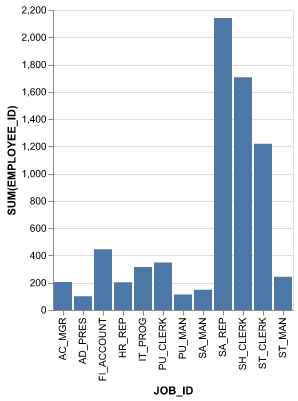 2,200
2,000
1,800
1,600
1,400
1,200
1,000
800
600
400
200
0
SUM(EMPLOYEE_ID)
AC_MGR
AD_PRES
FI_ACCOUNT
HR_REP
IT_PROG
PU_CLERK
PU_MAN
SA_MAN
SA_REP
SH_CLERK
ST_CLERK
ST_MAN
JOB_ID